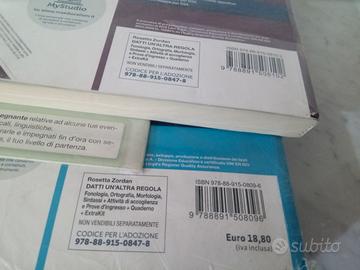 MyStudio
Rosetta Zordan
DATTI UN'ALTRA REGOLA
Fonologia, Ortografia, Morfologia,
Sintassi + Attività di accoglienza
e Prove d'ingresso + Quaderno
+ ExtraKit
NON VENDIBILI SEPARATAMENTE
CODICE PER L'ADOZIONE
978-88-915-0847-8
gnante relative ad alcune tue even-
cali, linguistiche.
rarle e impegnati fin d'ora con se-
, il tuo livello di partenza.
Rosetta Zordan
DATTI UN'ALTRA REGOLA
Fonologia, Ortografia, Morfologia,
Sintassi + Attività di accoglienza
e Prove d'ingresso + Quaderno
+ ExtraKit
NON VENDIBILI SEPARATAMENTE
CODICE PER L'ADOZIONE
978-88-915-0847-8
ISBN 978-88-915-0809-6
9 788891 508096
Euro 18,80
(iva inclusa)
subito